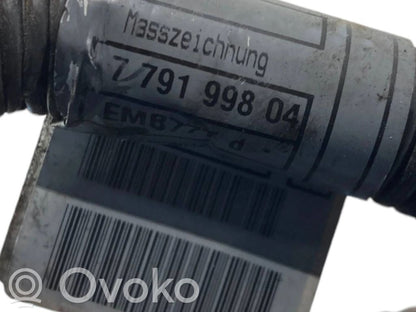 Masszeichnung
7 791 998 04
Ovoko